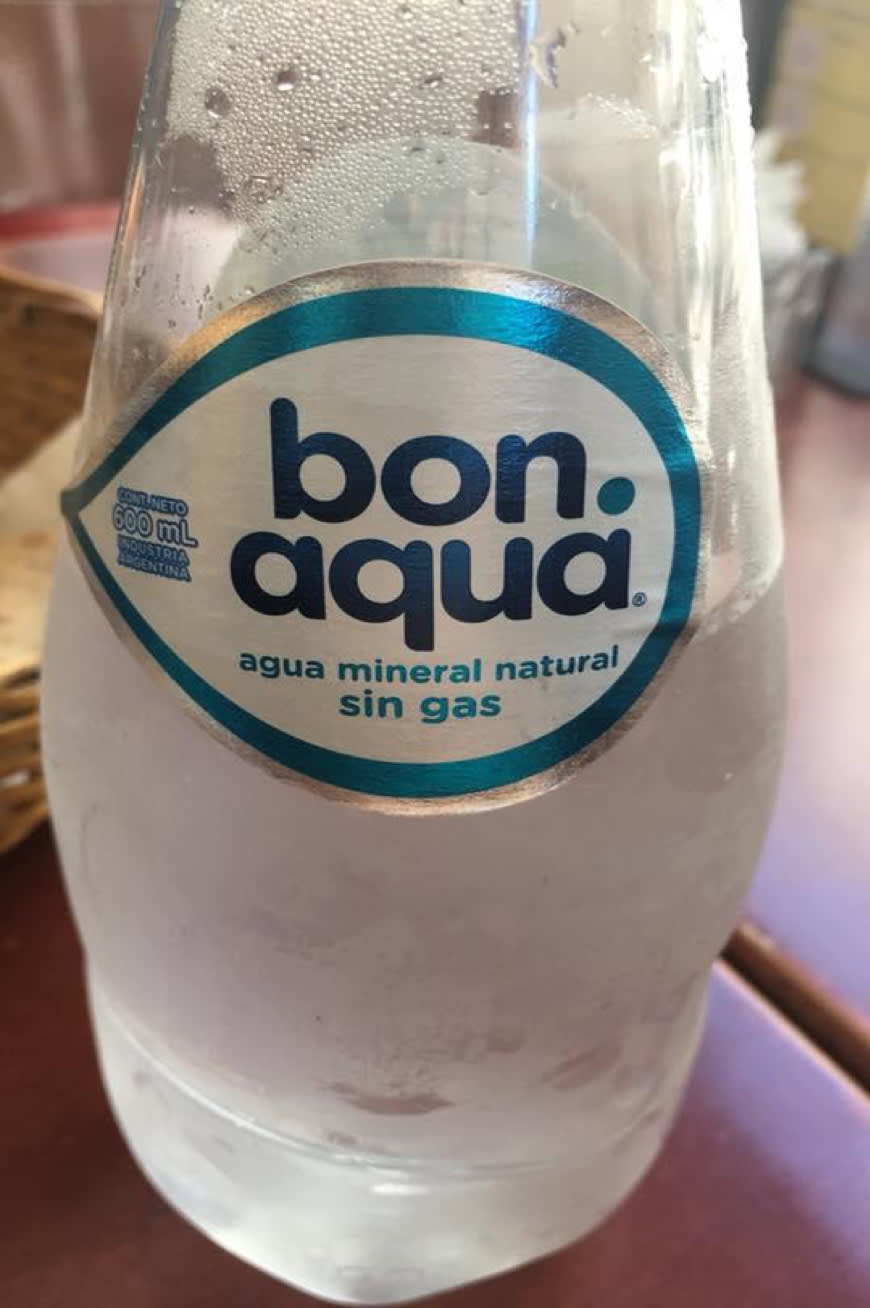 bon.
aqua®
agua mineral natural
sin gas
CONT. NETO
600 mL
INDUSTRIA
ARGENTINA